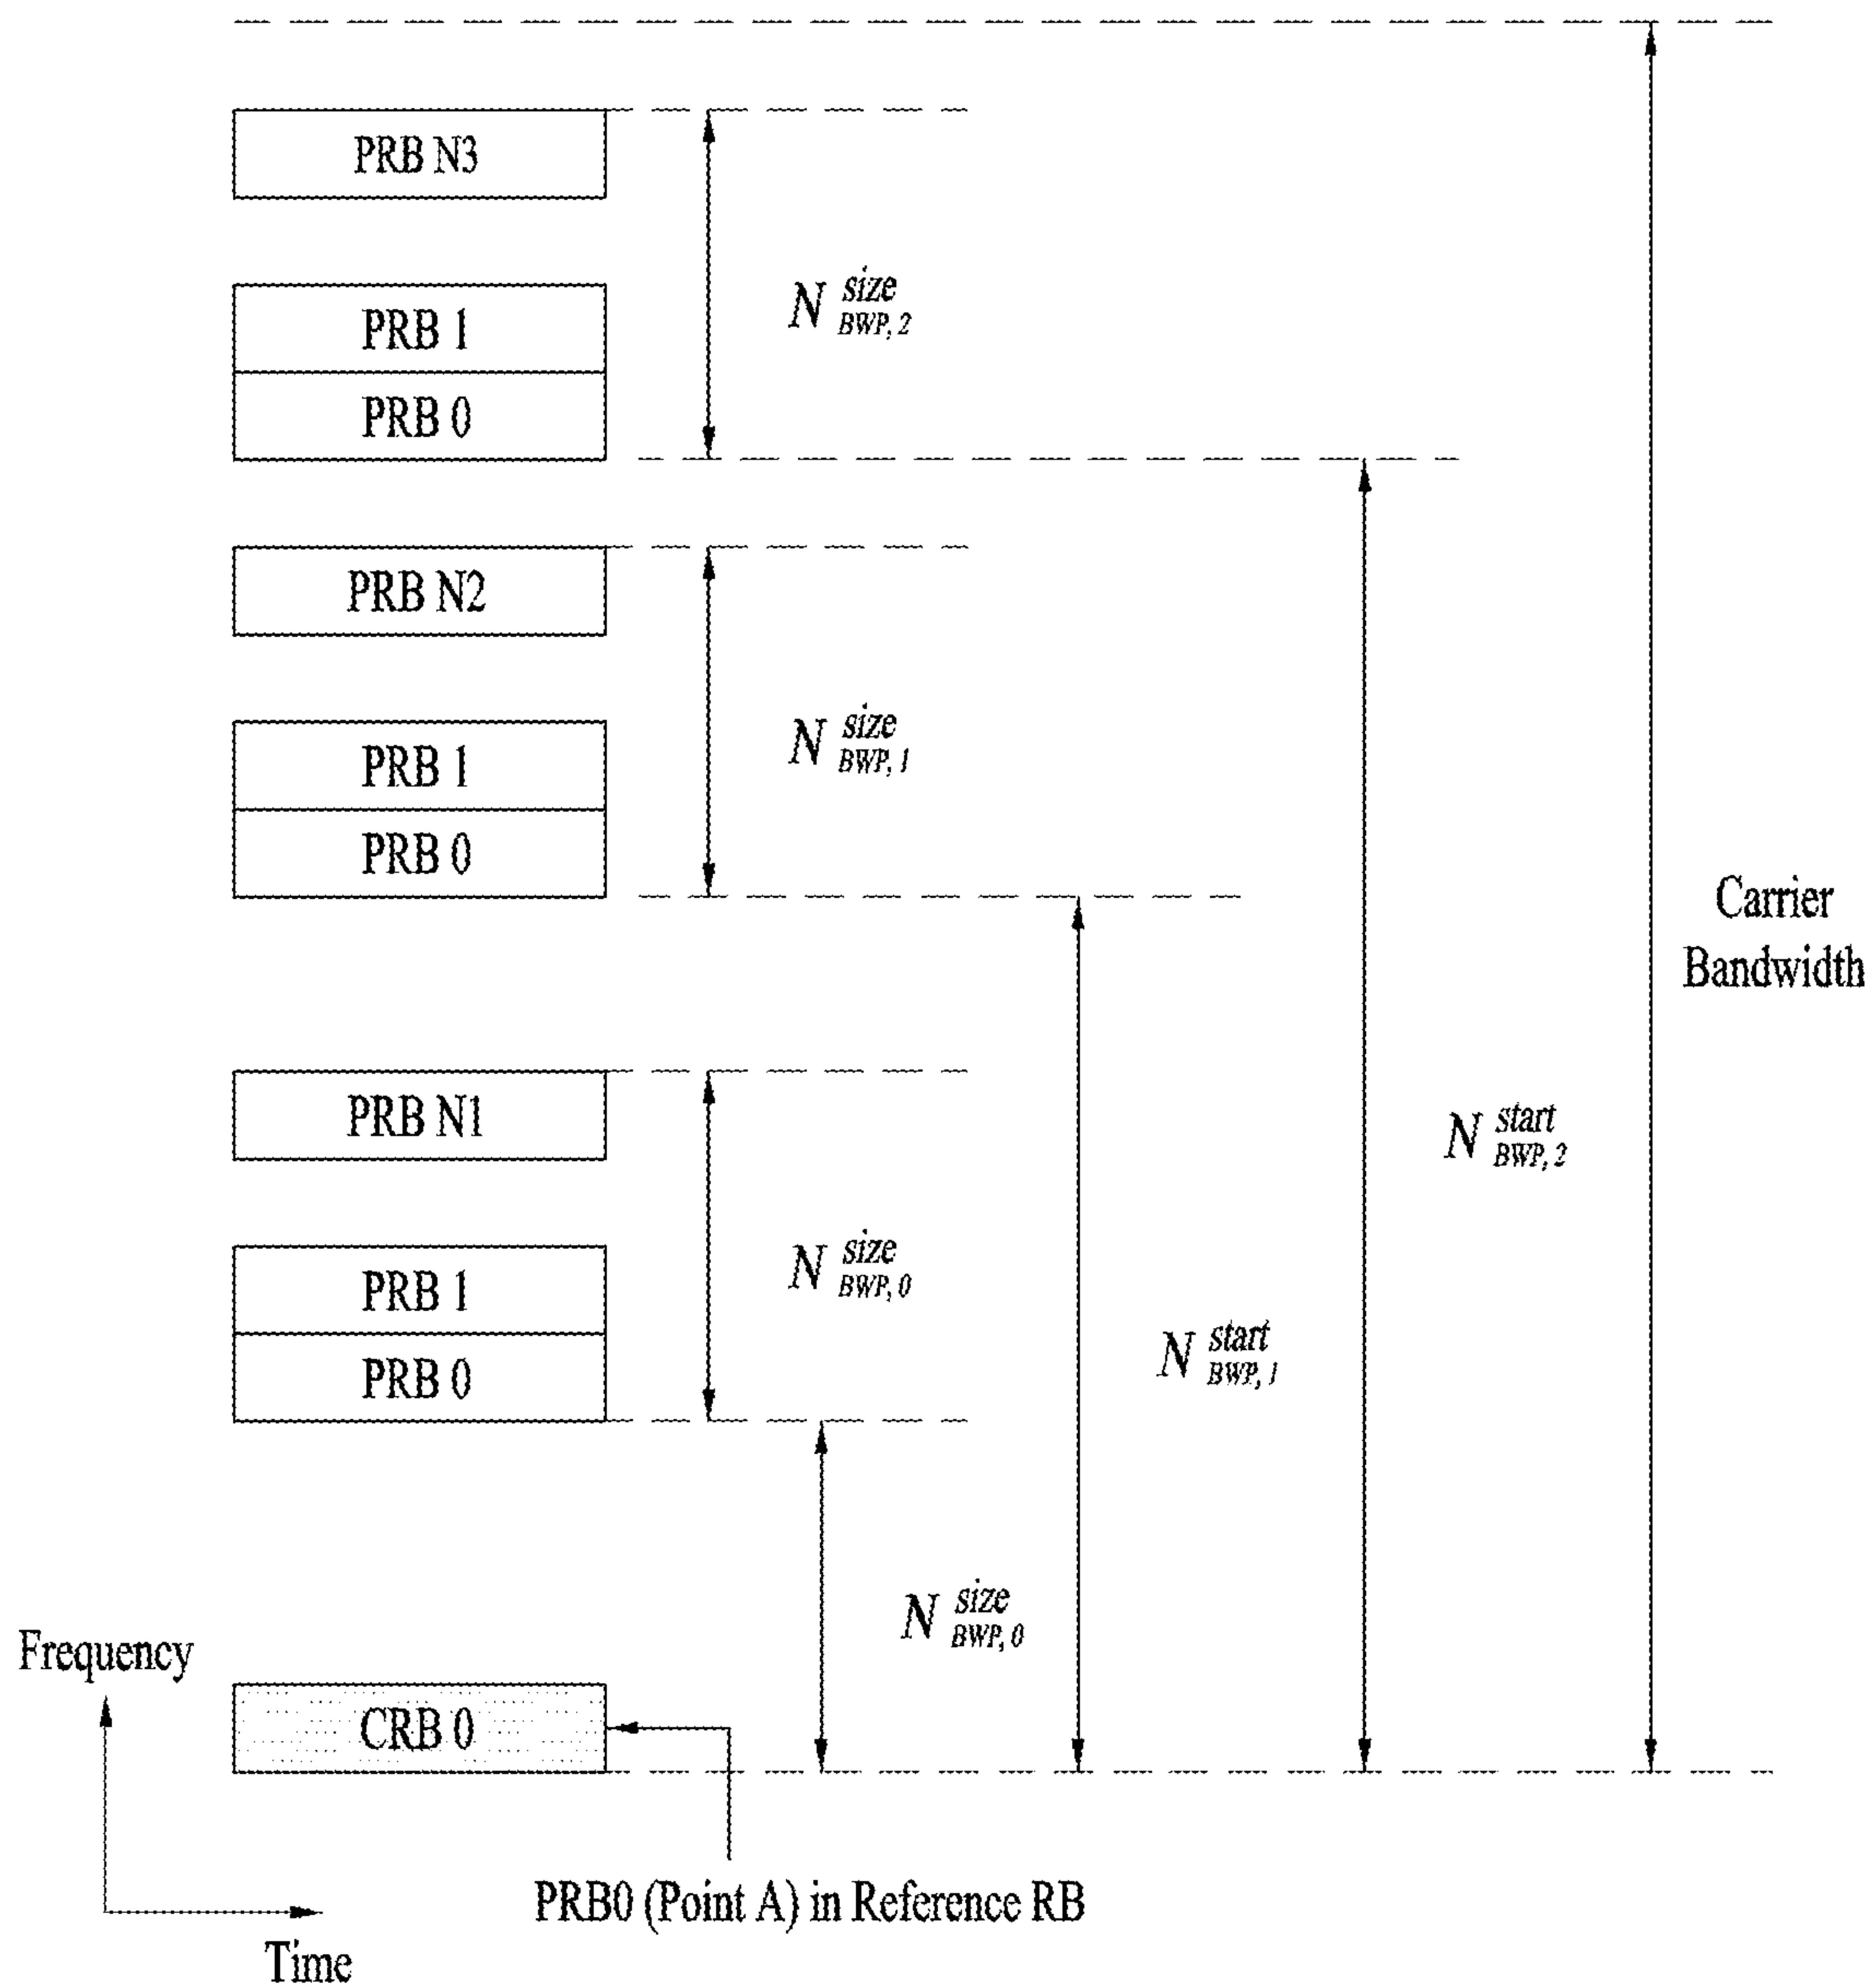 PRB N3
PRB 1
PRB 0
N size BWP, 2
PRB N2
PRB 1
PRB 0
N size BWP, 1
Carrier
Bandwidth
PRB N1
PRB 1
PRB 0
N size BWP, 0
N start BWP, 2
N start BWP, 1
N size BWP, 0
Frequency
CRB 0
PRB0 (Point A) in Reference RB
Time